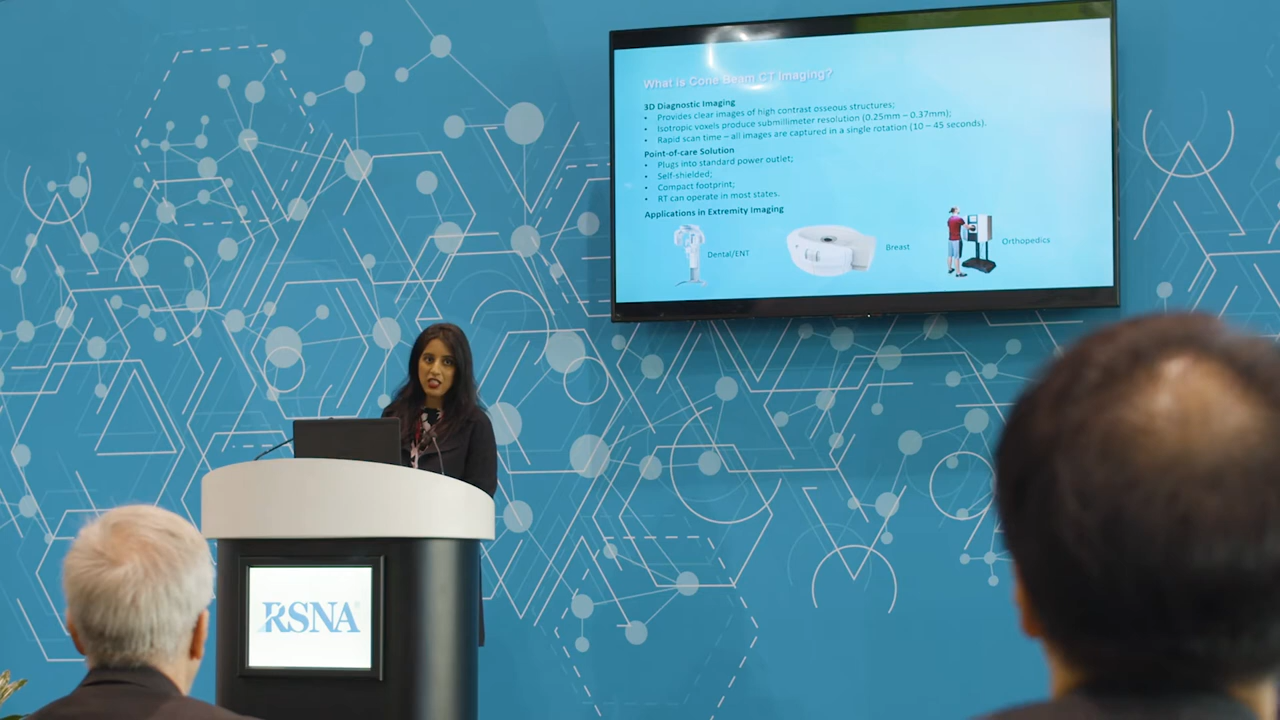 What is Cone Beam CT Imaging?
3D Diagnostic Imaging
• Provides clear images of high contrast osseous structures;
• Isotropic voxels produce submillimeter resolution (0.25mm – 0.37mm);
• Rapid scan time – all images are captured in a single rotation (10 – 45 seconds).
Point-of-care Solution
• Plugs into standard power outlet;
• Self-shielded;
• Compact footprint;
• RT can operate in most states.
Applications in Extremity Imaging
Dental/ENT
Breast
Orthopedics
RSNA®